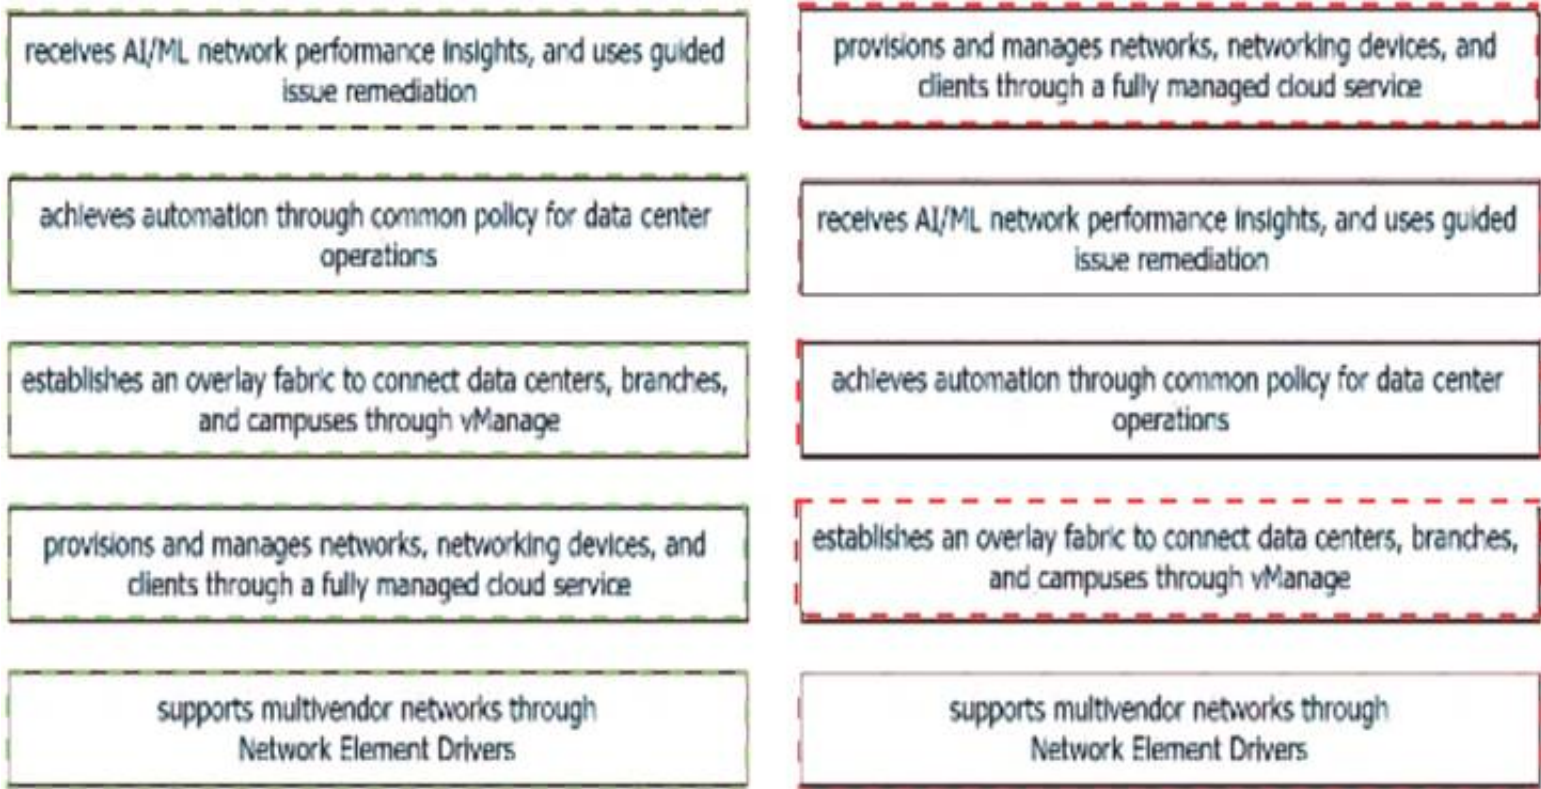 receives AI/ML network performance insights, and uses guided
issue remediation
achieves automation through common policy for data center
operations
establishes an overlay fabric to connect data centers, branches,
and campuses through vManage
provisions and manages networks, networking devices, and
clients through a fully managed cloud service
supports multivendor networks through
Network Element Drivers
provisions and manages networks, networking devices, and
clients through a fully managed cloud service
receives AI/ML network performance insights, and uses guided
issue remediation
achieves automation through common policy for data center
operations
establishes an overlay fabric to connect data centers, branches,
and campuses through vManage
supports multivendor networks through
Network Element Drivers